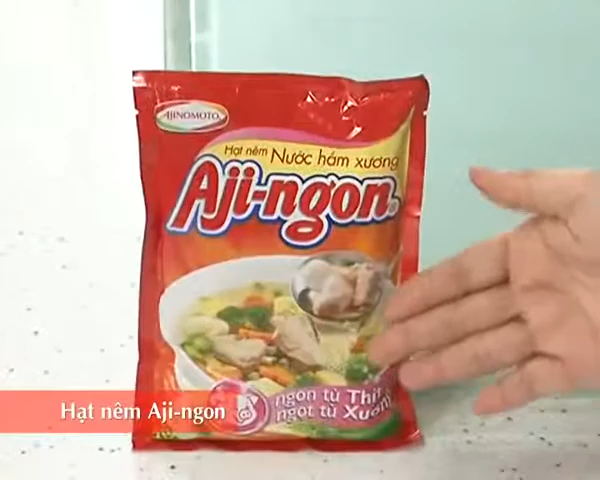 AJINOMOTO
Hạt nêm Nước hầm xương
Aji-ngon
ngon từ Thịt
ngọt từ Xương
Hạt nêm Aji-ngon